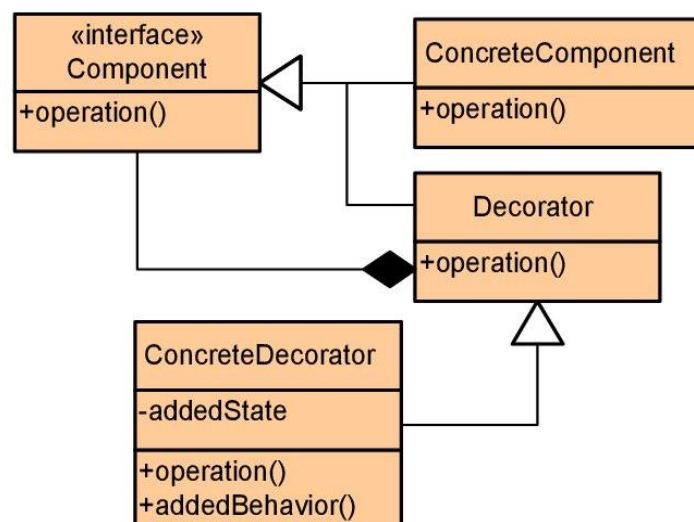 «interface»
Component
+operation()
ConcreteComponent
+operation()
Decorator
+operation()
ConcreteDecorator
-addedState
+operation()
+addedBehavior()